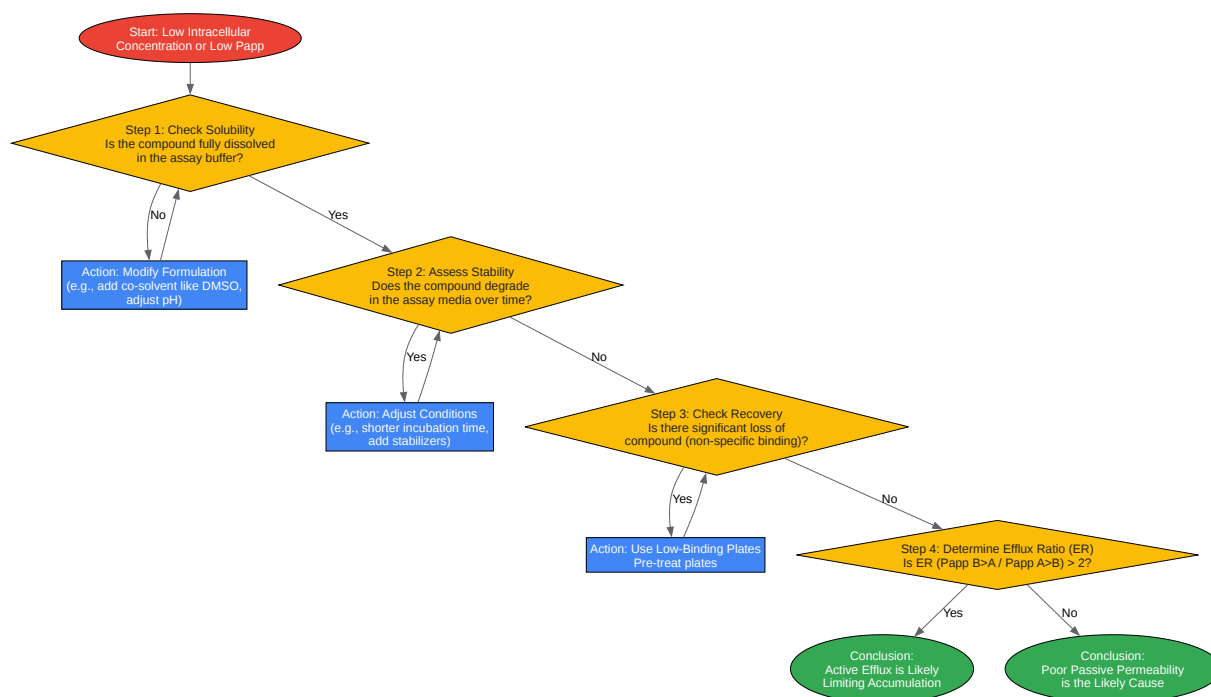 Start: Low Intracellular
Concentration or Low Papp
Step 1: Check Solubility
Is the compound fully dissolved
in the assay buffer?
No
Yes
Action: Modify Formulation
(e.g., add co-solvent like DMSO,
adjust pH)
Step 2: Assess Stability
Does the compound degrade
in the assay media over time?
Yes
No
Action: Adjust Conditions
(e.g., shorter incubation time,
add stabilizers)
Step 3: Check Recovery
Is there significant loss of
compound (non-specific binding)?
Yes
No
Action: Use Low-Binding Plates
Pre-treat plates
Step 4: Determine Efflux Ratio (ER)
Is ER (Papp B>A / Papp A>B) > 2?
Yes
No
Conclusion:
Active Efflux is Likely
Limiting Accumulation
Conclusion:
Poor Passive Permeability
is the Likely Cause